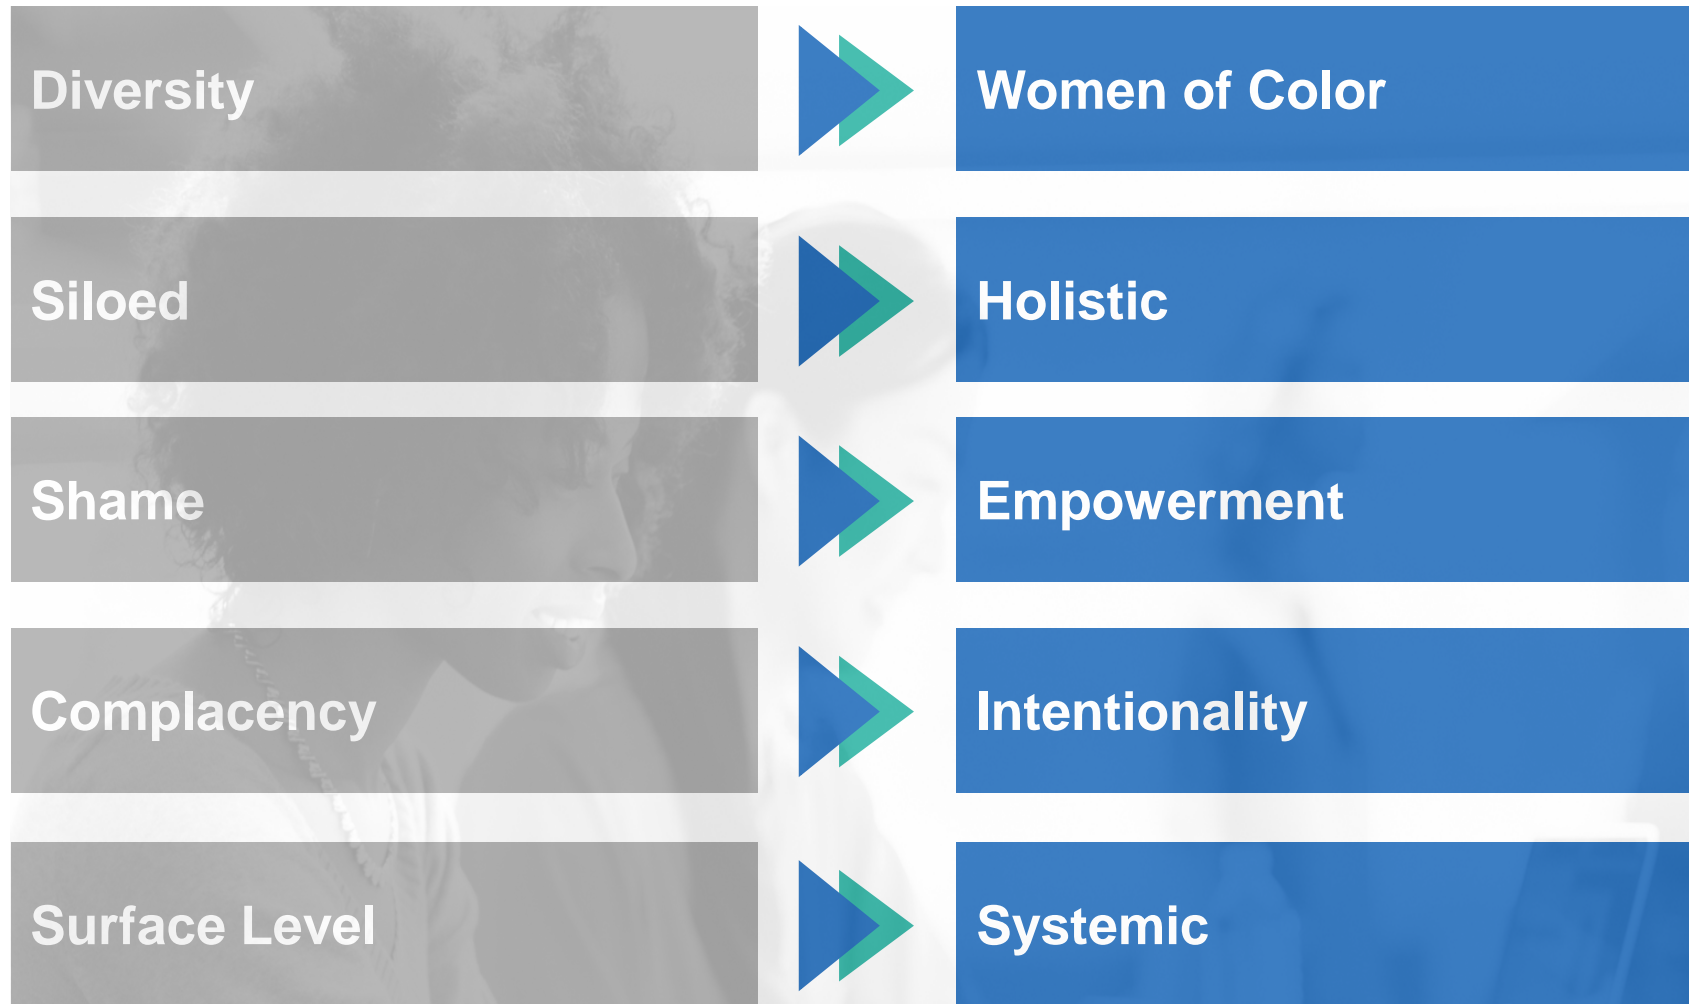 Diversity
Women of Color
Siloed
Holistic
Shame
Empowerment
Complacency
Intentionality
Surface Level
Systemic